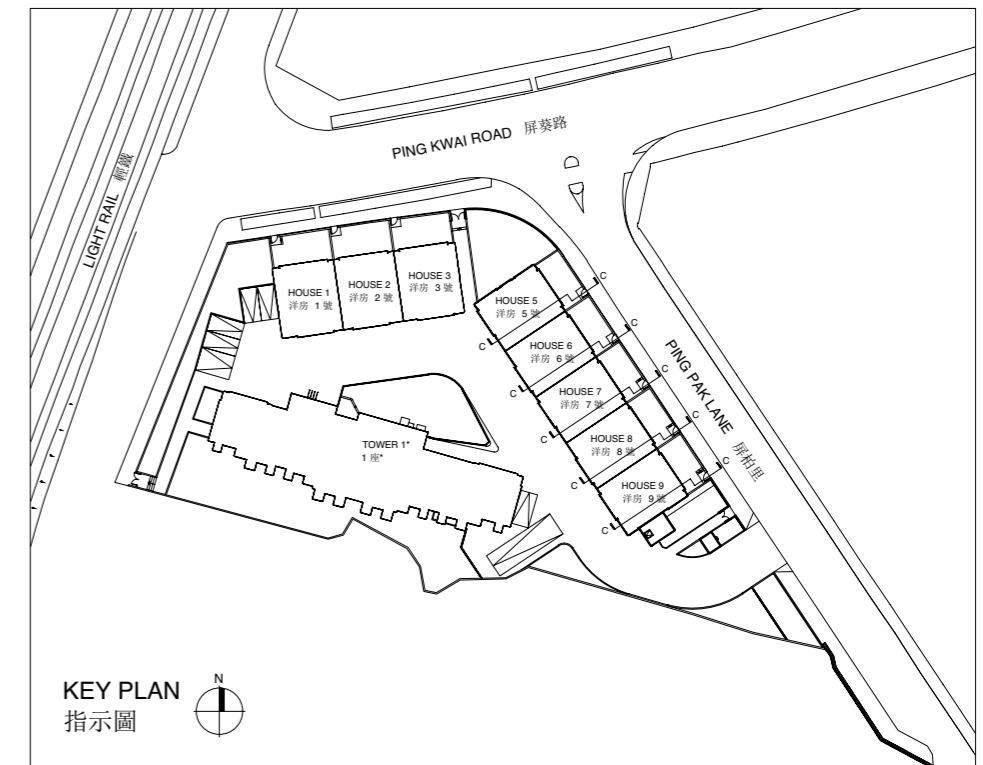 PING KWAI ROAD 屏葵路
LIGHT RAIL 輕鐵
HOUSE 1
洋房 1 號
HOUSE 2
洋房 2 號
HOUSE 3
洋房 3 號
HOUSE 5
洋房 5 號
C
C
HOUSE 6
洋房 6 號
C
C
HOUSE 7
洋房 7 號
C
C
HOUSE 8
洋房 8 號
C
C
HOUSE 9
洋房 9 號
C
C
PING PAK LANE 屏柏里
TOWER 1*
1 座*
KEY PLAN
指示圖
N